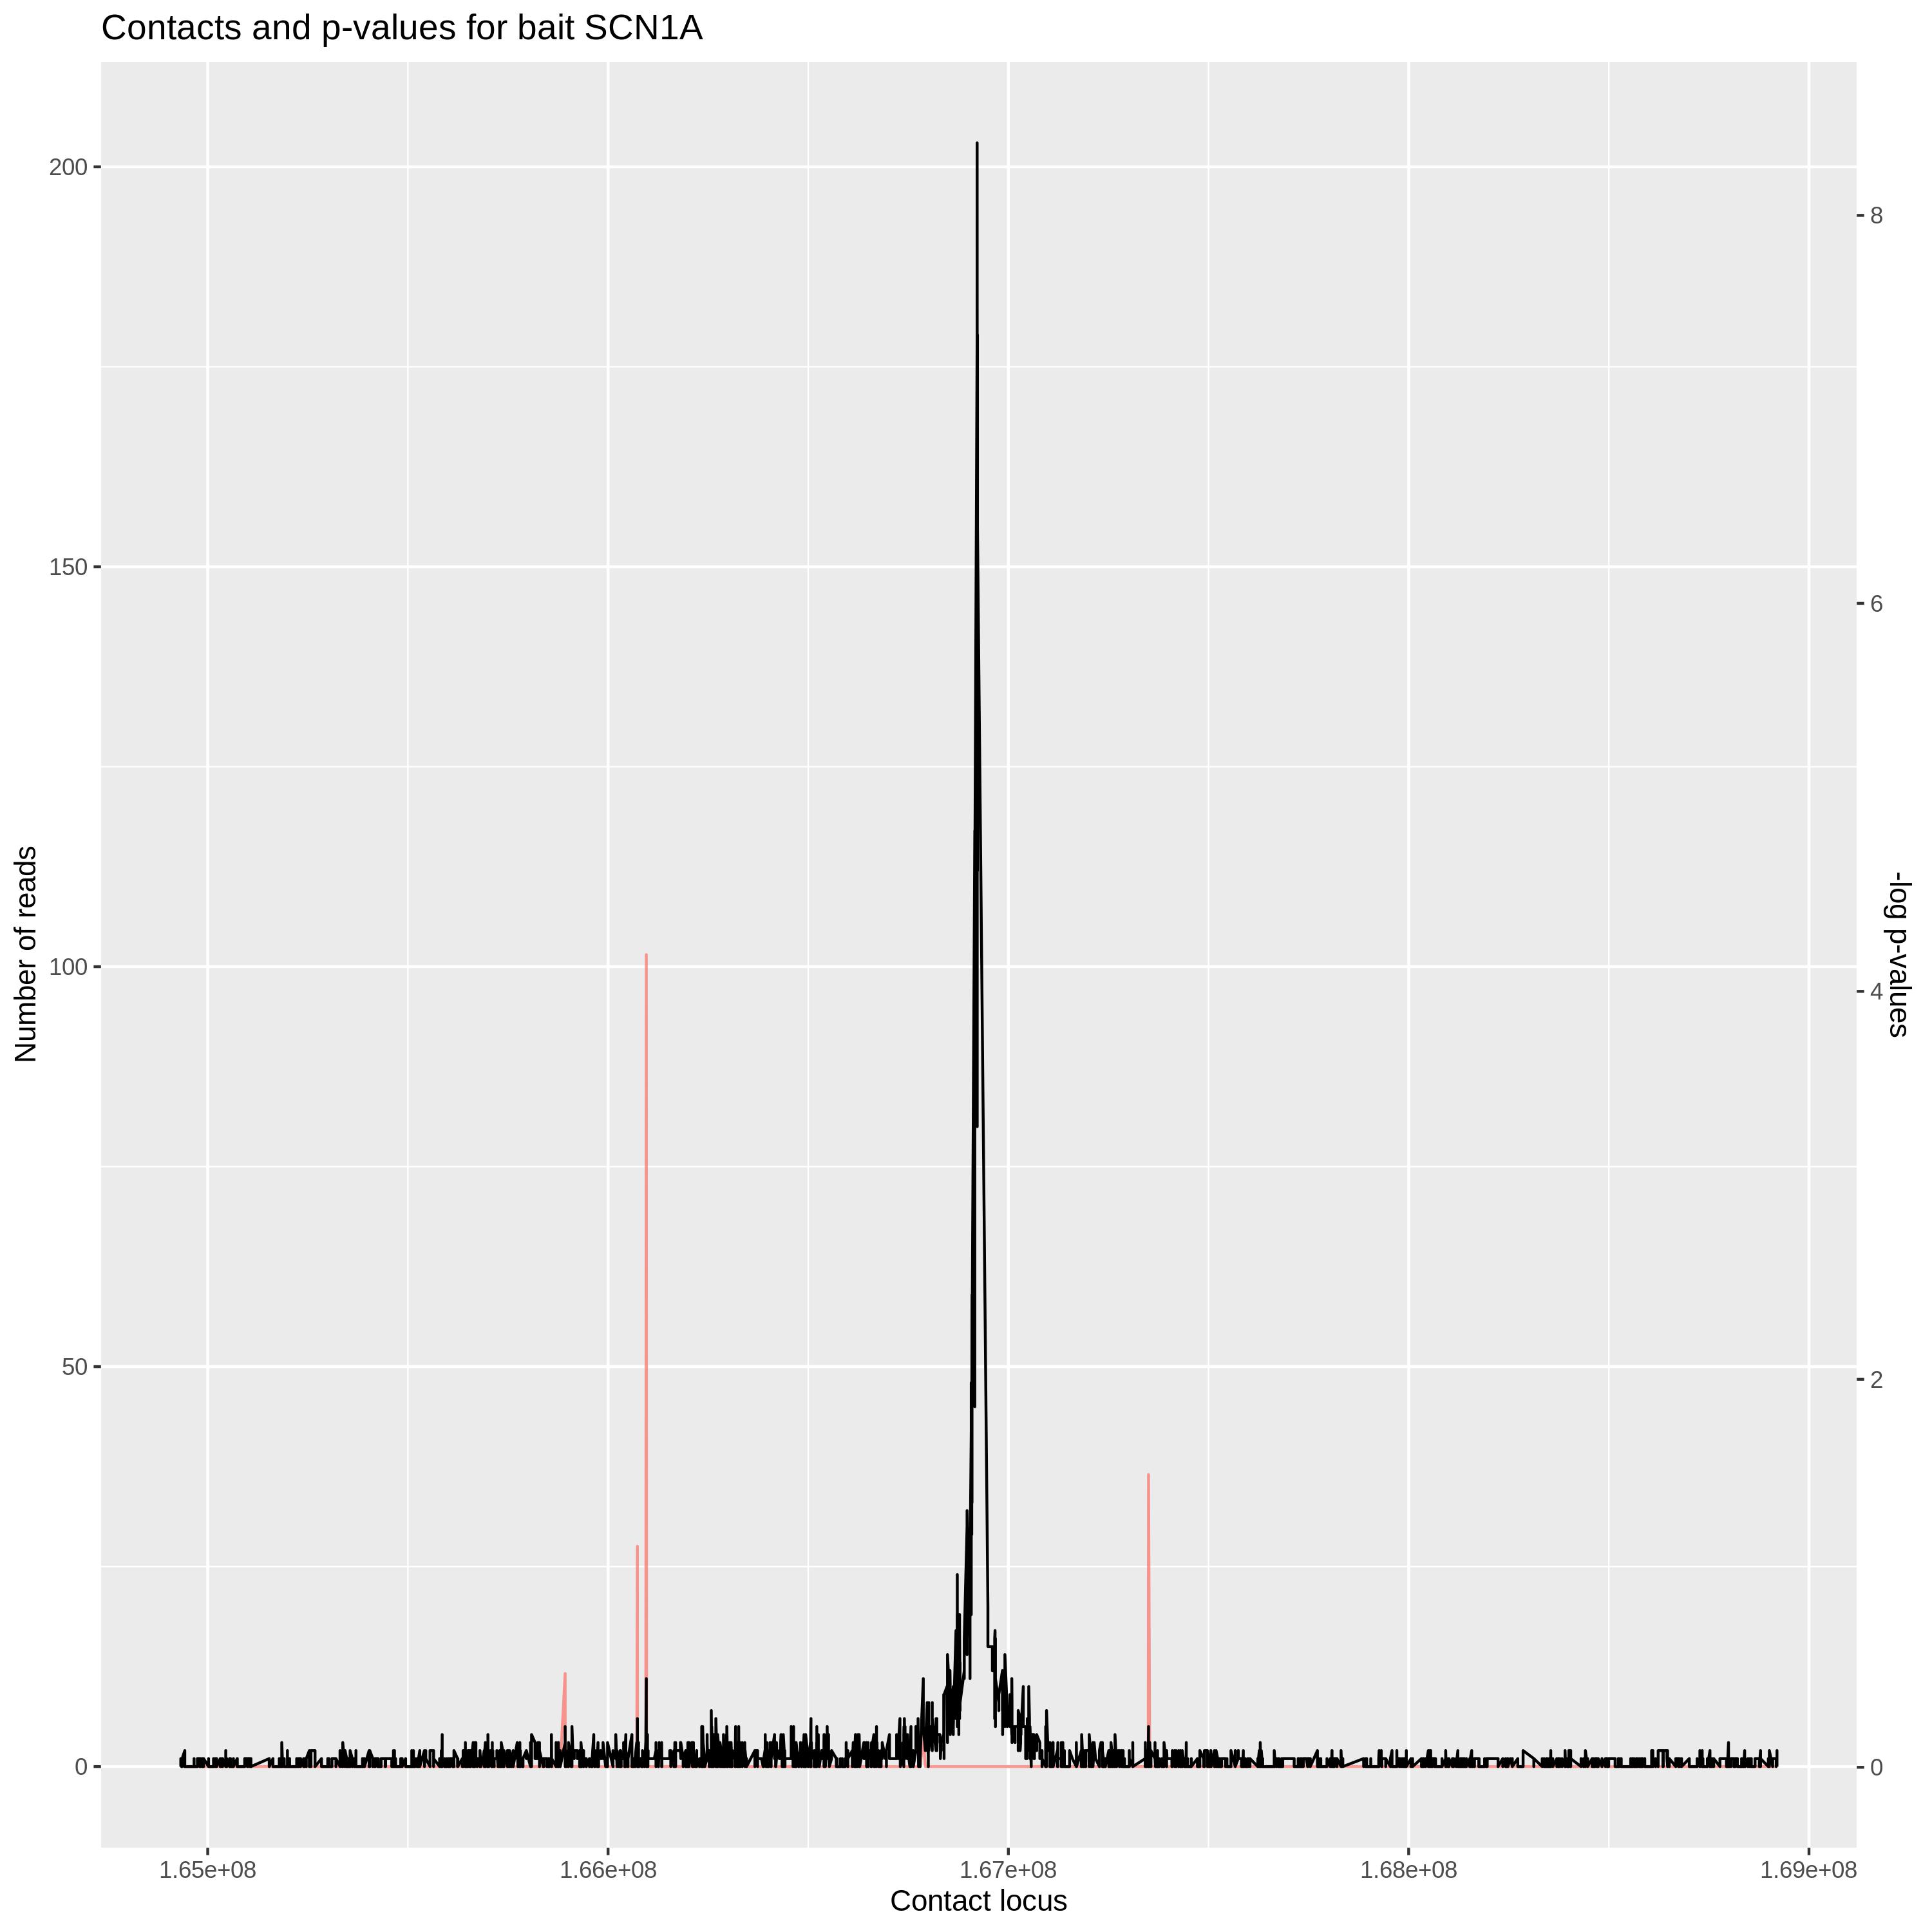 Contacts and p-values for bait SCN1A
200
150
100
50
0
Number of reads
8
6
4
2
0
-log p-values
1.65e+08
1.66e+08
1.67e+08
1.68e+08
1.69e+08
Contact locus